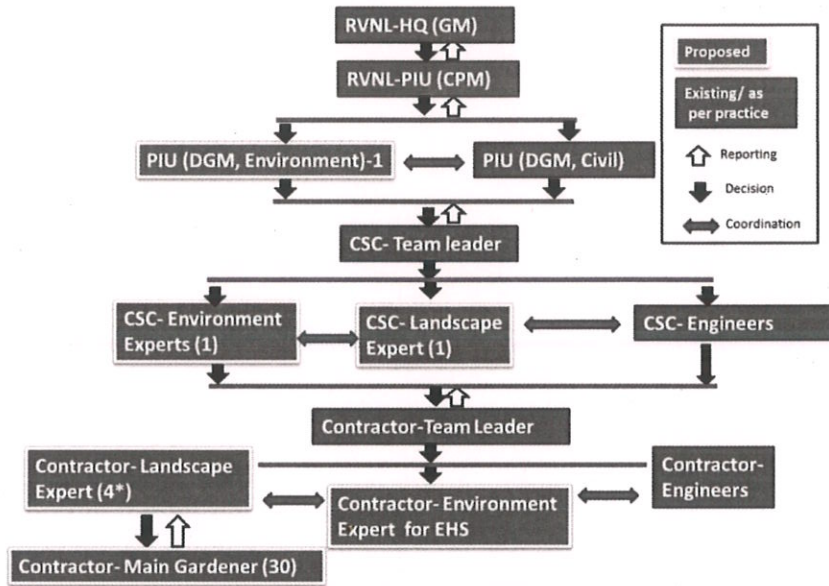 RVNL-HQ (GM)
RVNL-PIU (CPM)
Proposed
Existing/ as
per practice
Reporting
Decision
Coordination
PIU (DGM, Environment)-1
PIU (DGM, Civil)
CSC- Team leader
CSC- Environment
Experts (1)
CSC- Landscape
Expert (1)
CSC- Engineers
Contractor-Team Leader
Contractor- Landscape
Expert (4*)
Contractor- Environment
Expert for EHS
Contractor-
Engineers
Contractor- Main Gardener (30)